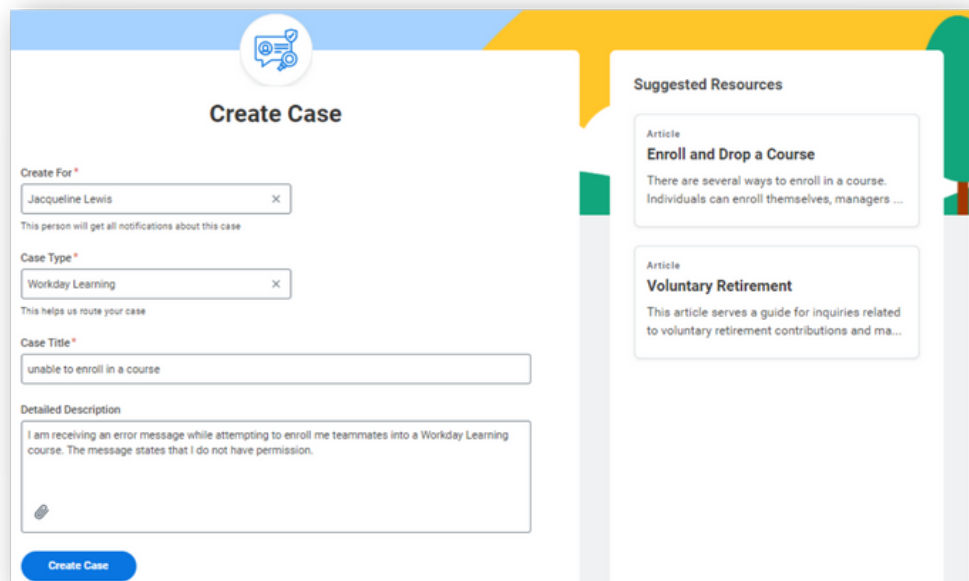 Create Case
Create For*
Jacqueline Lewis
This person will get all notifications about this case
Case Type*
Workday Learning
This helps us route your case
Case Title*
unable to enroll in a course
Detailed Description
I am receiving an error message while attempting to enroll me teammates into a Workday Learning
course. The message states that I do not have permission.
Create Case
Suggested Resources
Article
Enroll and Drop a Course
There are several ways to enroll in a course.
Individuals can enroll themselves, managers ...
Article
Voluntary Retirement
This article serves a guide for inquiries related
to voluntary retirement contributions and ma...